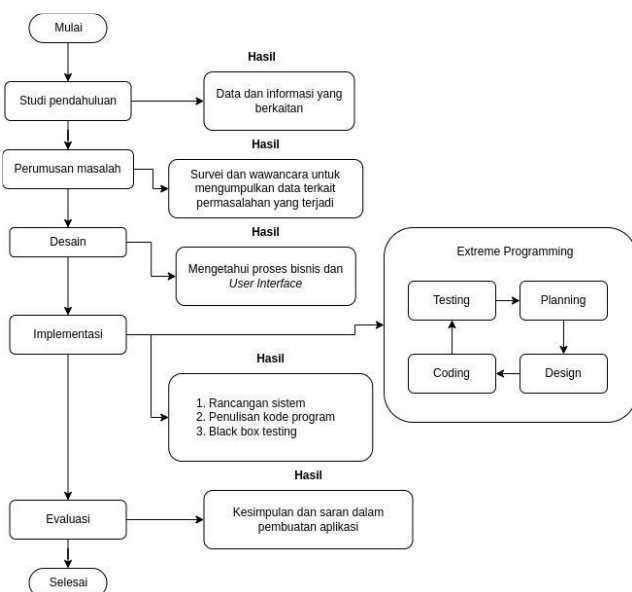 Mulai
Hasil
Studi pendahuluan
Data dan informasi yang
berkaitan
Hasil
Perumusan masalah
Survei dan wawancara untuk
mengumpulkan data terkait
permasalahan yang terjadi
Hasil
Desain
Mengetahui proses bisnis dan
User Interface
Extreme Programming
Testing
Planning
Coding
Design
Implementasi
Hasil
1. Rancangan sistem
2. Penulisan kode program
3. Black box testing
Hasil
Evaluasi
Kesimpulan dan saran dalam
pembuatan aplikasi
Selesai